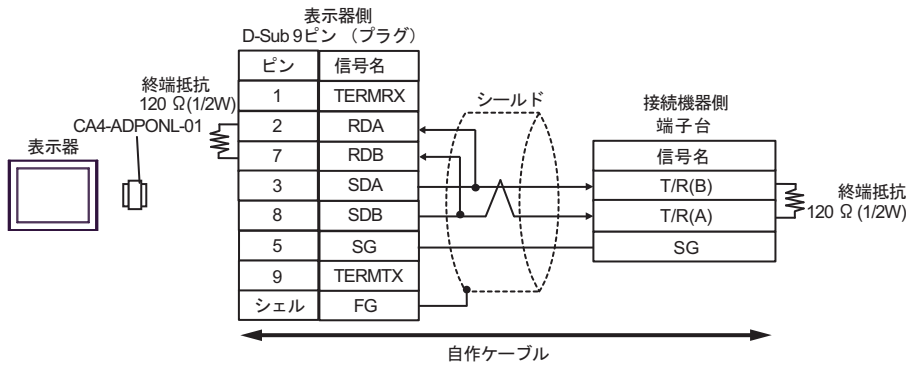 表示器側
D-Sub 9ピン （プラグ）
ピン 信号名
1 TERMRX
2 RDA
7 RDB
3 SDA
8 SDB
5 SG
9 TERMTX
シェル FG
終端抵抗
120 Ω(1/2W)
CA4-ADPONL-01
表示器
シールド
接続機器側
端子台
信号名
T/R(B)
T/R(A)
SG
終端抵抗
120 Ω (1/2W)
自作ケーブル